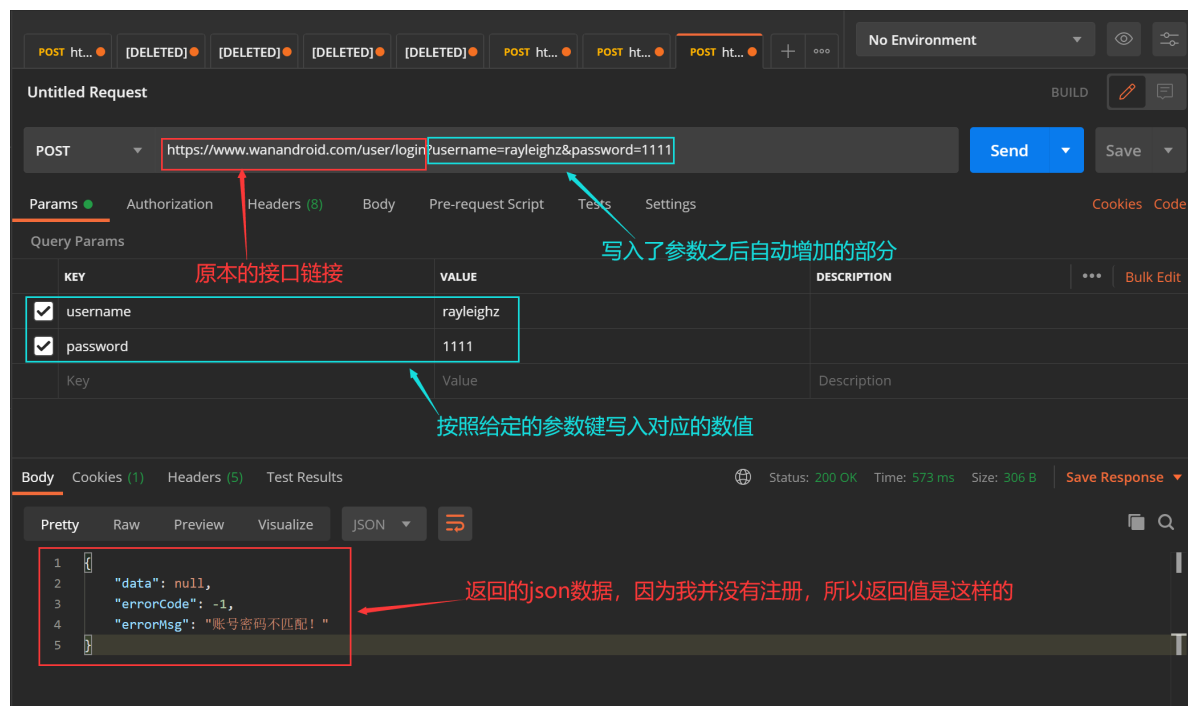 POST ht... [DELETED] [DELETED] [DELETED] [DELETED] POST ht... POST ht... POST ht... No Environment
Untitled Request BUILD
POST https://www.wanandroid.com/user/login?username=rayleighz&password=1111 Send Save
Params Authorization Headers (8) Body Pre-request Script Tests Settings Cookies Code
Query Params 写入了参数之后自动增加的部分
原本的接口链接
KEY VALUE DESCRIPTION Bulk Edit
username rayleighz
password 1111
Key Value Description
按照给定的参数键写入对应的数值
Body Cookies (1) Headers (5) Test Results Status: 200 OK Time: 573 ms Size: 306 B Save Response
Pretty Raw Preview Visualize JSON
1 {
2 "data": null,
3 "errorCode": -1,
4 "errorMsg": "账号密码不匹配！"
5 }
返回的json数据，因为我并没有注册，所以返回值是这样的